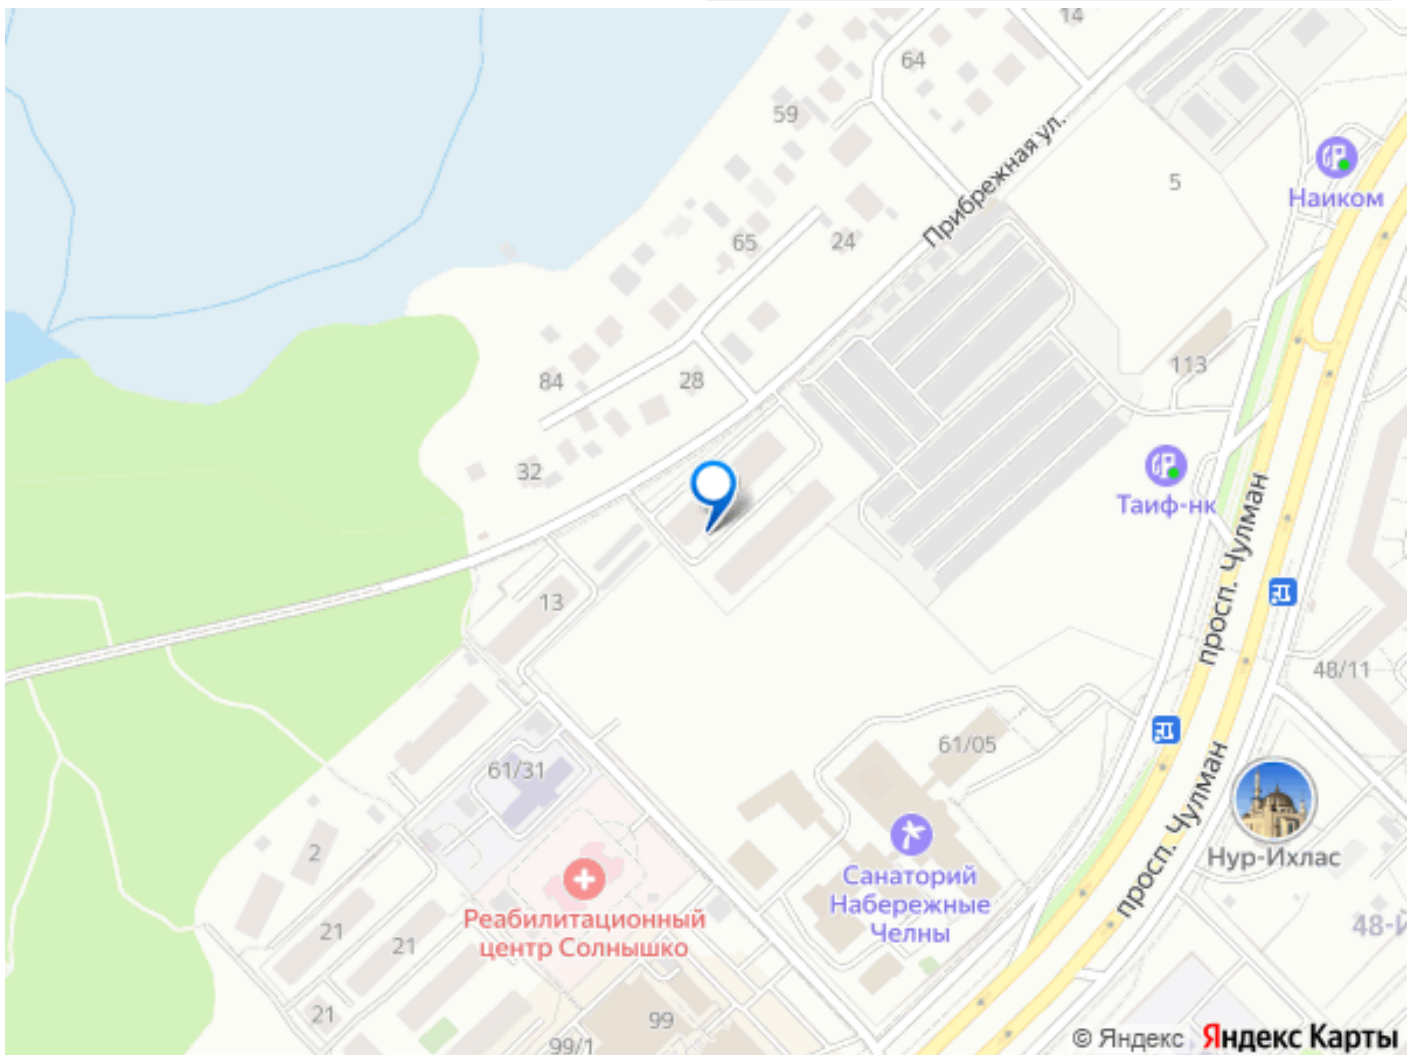 14
64
59
Прибрежная ул.
5
Наиком
65
24
113
84
28
32
Таиф-нк
просп. Чулман
13
48/11
61/05
61/31
просп. Чулман
Нур-Ихлас
2
Санаторий
Набережные
Челны
Реабилитационный
центр Солнышко
21
21
48-й
21
99
99/1
© Яндекс Яндекс Карты